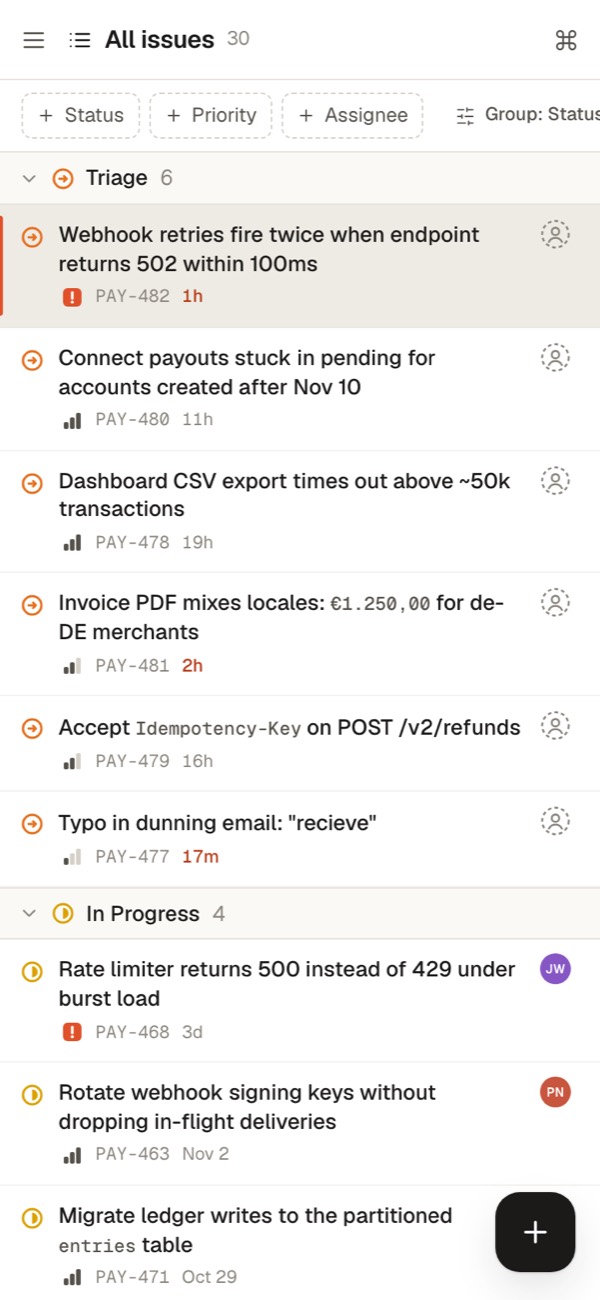 All issues 30
+ Status + Priority + Assignee Group: Status
Triage 6
Webhook retries fire twice when endpoint
returns 502 within 100ms
PAY-482 1h
Connect payouts stuck in pending for
accounts created after Nov 10
PAY-480 11h
Dashboard CSV export times out above ~50k
transactions
PAY-478 19h
Invoice PDF mixes locales: €1.250,00 for de-
DE merchants
PAY-481 2h
Accept Idempotency-Key on POST /v2/refunds
PAY-479 16h
Typo in dunning email: "recieve"
PAY-477 17m
In Progress 4
Rate limiter returns 500 instead of 429 under
burst load
JW
PAY-468 3d
Rotate webhook signing keys without
dropping in-flight deliveries
PN
PAY-463 Nov 2
Migrate ledger writes to the partitioned
entries table
PAY-471 Oct 29